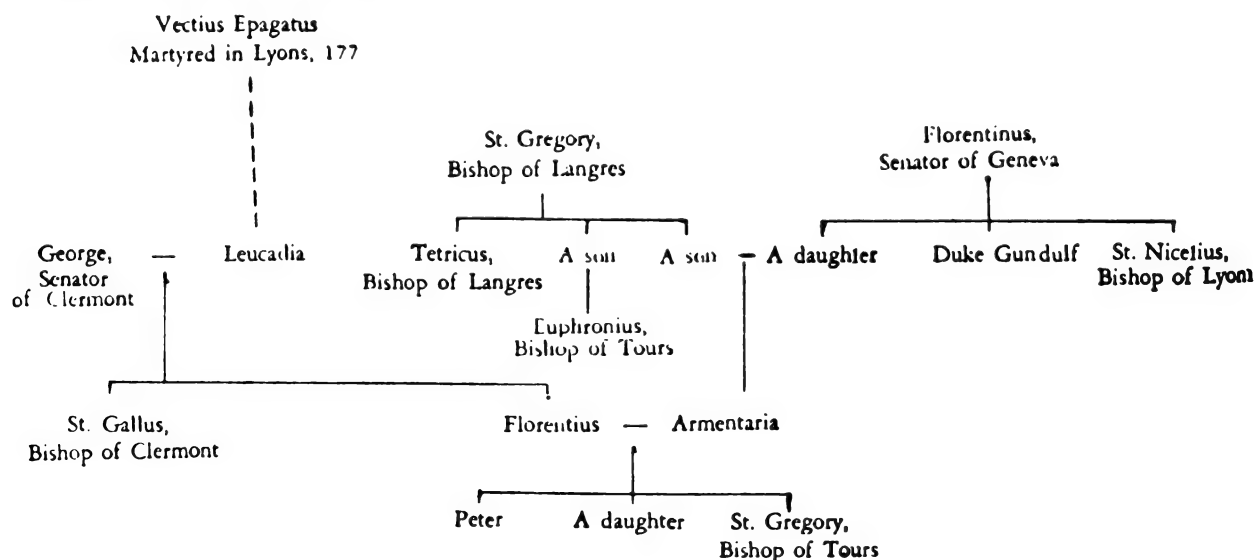 Vectius Epagatus
Martyred in Lyons, 177
St. Gregory,
Bishop of Langres
Florentinus,
Senator of Geneva
George,
Senator
of Clermont
Leucadia
Tetricus,
Bishop of Langres
A son
A son
A daughter
Duke Gundulf
St. Nicelius,
Bishop of Lyons
Euphronius,
Bishop of Tours
St. Gallus,
Bishop of Clermont
Florentius
Armentaria
Peter
A daughter
St. Gregory,
Bishop of Tours